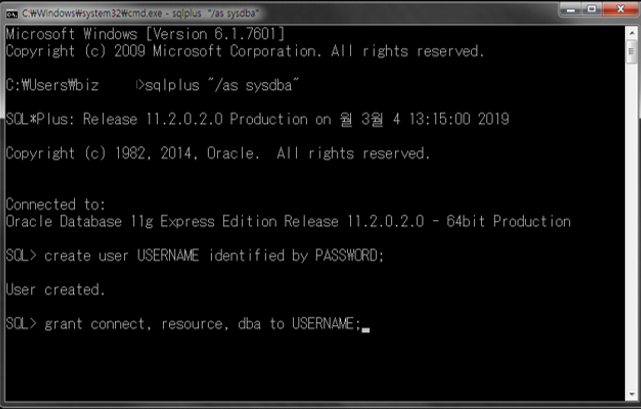 C:₩Windows₩system32₩cmd.exe - sqlplus "/as sysdba"
Microsoft Windows [Version 6.1.7601]
Copyright (c) 2009 Microsoft Corporation. All rights reserved.
C:₩Users₩biz >sqlplus "/as sysdba"
SQL*Plus: Release 11.2.0.2.0 Production on 월 3월 4 13:15:00 2019
Copyright (c) 1982, 2014, Oracle.  All rights reserved.
Connected to:
Oracle Database 11g Express Edition Release 11.2.0.2.0 - 64bit Production
SQL> create user USERNAME identified by PASSWORD;
User created.
SQL> grant connect, resource, dba to USERNAME;